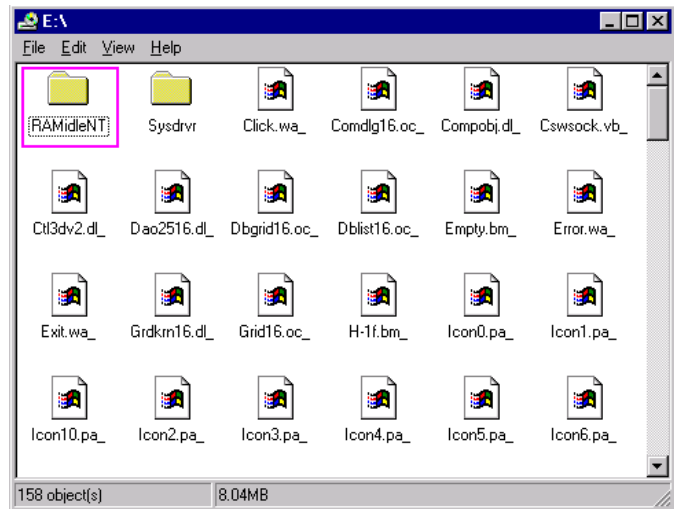 E:\
File Edit View Help
RAMidleNT Sysdrvr Click.wa_ Comdlg16.oc_ Compobj.dl_ Cswsock.vb_
Ctl3dv2.dl_ Dao2516.dl_ Dbgrid16.oc_ Dblist16.oc_ Empty.bm_ Error.wa_
Exit.wa_ Grdkrn16.dl_ Grid16.oc_ H-1f.bm_ Icon0.pa_ Icon1.pa_
Icon10.pa_ Icon2.pa_ Icon3.pa_ Icon4.pa_ Icon5.pa_ Icon6.pa_
158 object(s) 8.04MB